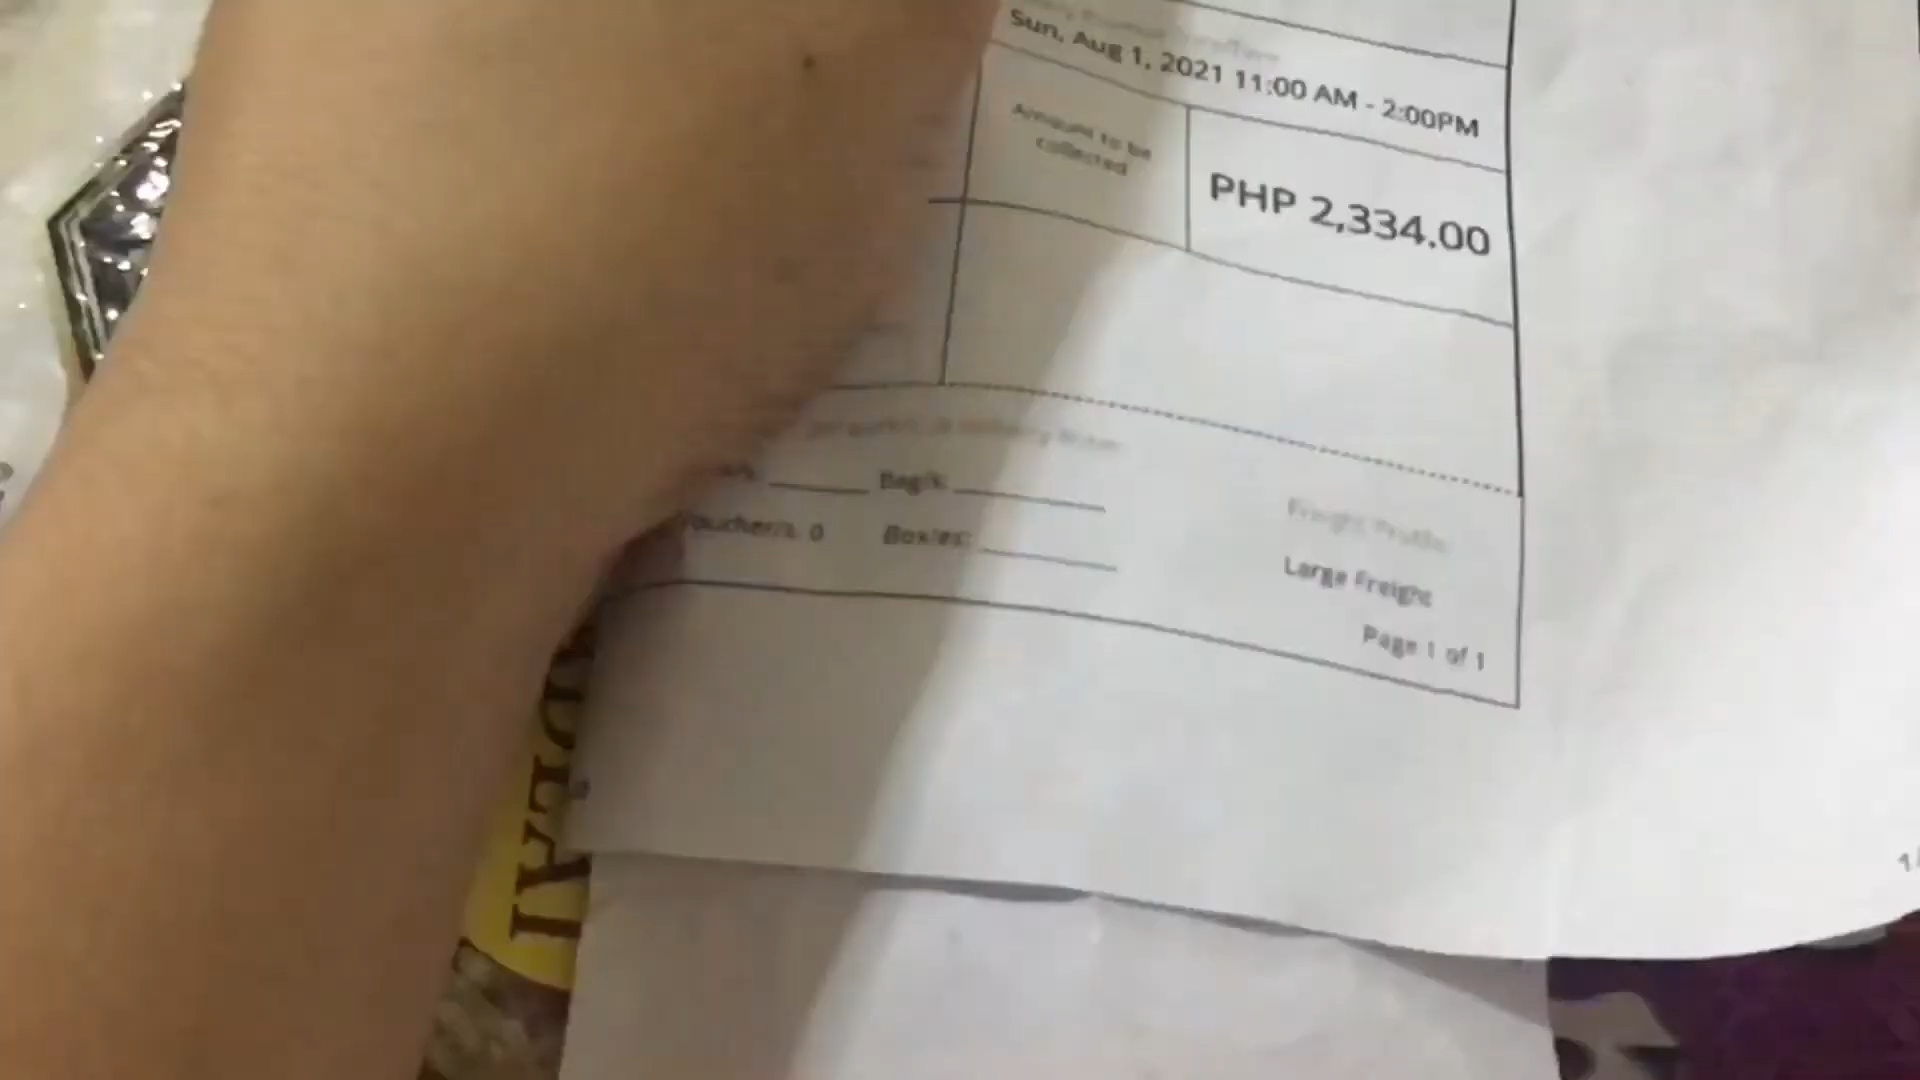 Sun, Aug 1, 2021 11:00 AM - 2:00PM
Amount to be
collected
PHP 2,334.00
Bag/s:
Voucher/s: 0
Box/es:
Freight Profile:
Large Freight
Page 1 of 1